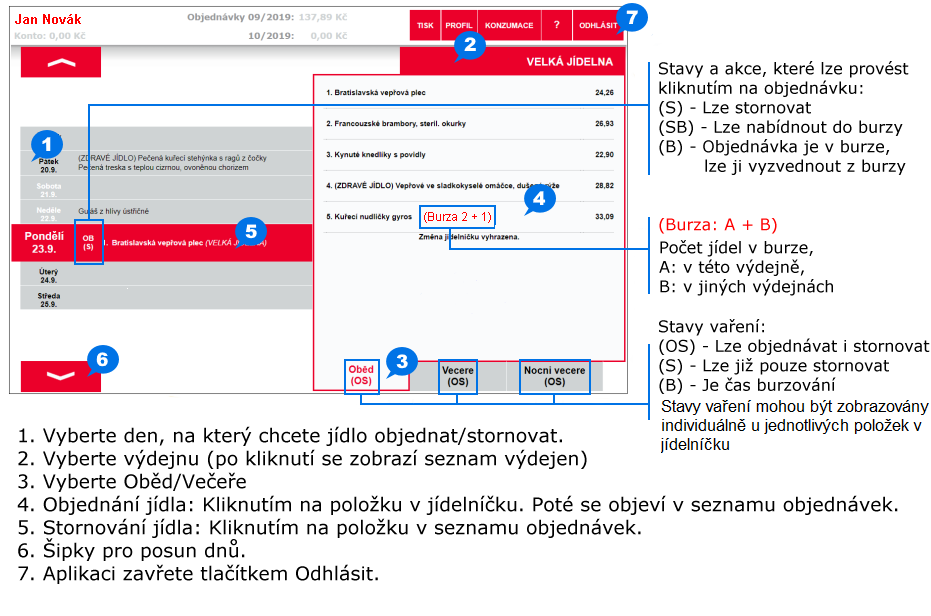 Jan Novák
Objednávky 09/2019: 137,89 Kč
Konto: 0,00 Kč
10/2019: 0,00 Kč
TISK
PROFIL
KONZUMACE
?
ODHLÁSIT
7
2
VELKÁ JÍDELNA
1. Bratislavská vepřová plec 24,26
2. Francouzské brambory, steril. okurky 26,93
3. Kynuté knedlíky s povidly 22,90
4. (ZDRAVÉ JÍDLO) Vepřové ve sladkokyselé omáčce, dušená rýže 28,82
4
5. Kuřecí nudličky gyros (Burza 2 + 1) 33,09
Změna jídelníčku vyhrazena.
1
Pátek
20.9.
(ZDRAVÉ JÍDLO) Pečená kuřecí stehýnka s ragů z čočky
Pečená treska s teplou cizrnou, ovoněnou chorizem
Sobota
21.9.
Neděle
22.9.
Guláš z hlívy ústřičné
Pondělí
23.9.
OB
(S)
1. Bratislavská vepřová plec (VELKÁ JÍDELNA)
5
Úterý
24.9.
Středa
25.9.
6
3
Oběd
(OS)
Vecere
(OS)
Nocni vecere
(OS)
Stavy a akce, které lze provést
kliknutím na objednávku:
(S) - Lze stornovat
(SB) - Lze nabídnout do burzy
(B) - Objednávka je v burze,
lze ji vyzvednout z burzy
(Burza: A + B)
Počet jídel v burze,
A: v této výdejně,
B: v jiných výdejnách
Stavy vaření:
(OS) - Lze objednávat i stornovat
(S) - Lze již pouze stornovat
(B) - Je čas burzování
Stavy vaření mohou být zobrazovány
individuálně u jednotlivých položek v
jídelníčku
1. Vyberte den, na který chcete jídlo objednat/stornovat.
2. Vyberte výdejnu (po kliknutí se zobrazí seznam výdejen)
3. Vyberte Oběd/Večeře
4. Objednání jídla: Kliknutím na položku v jídelníčku. Poté se objeví v seznamu objednávek.
5. Stornování jídla: Kliknutím na položku v seznamu objednávek.
6. Šipky pro posun dnů.
7. Aplikaci zavřete tlačítkem Odhlásit.